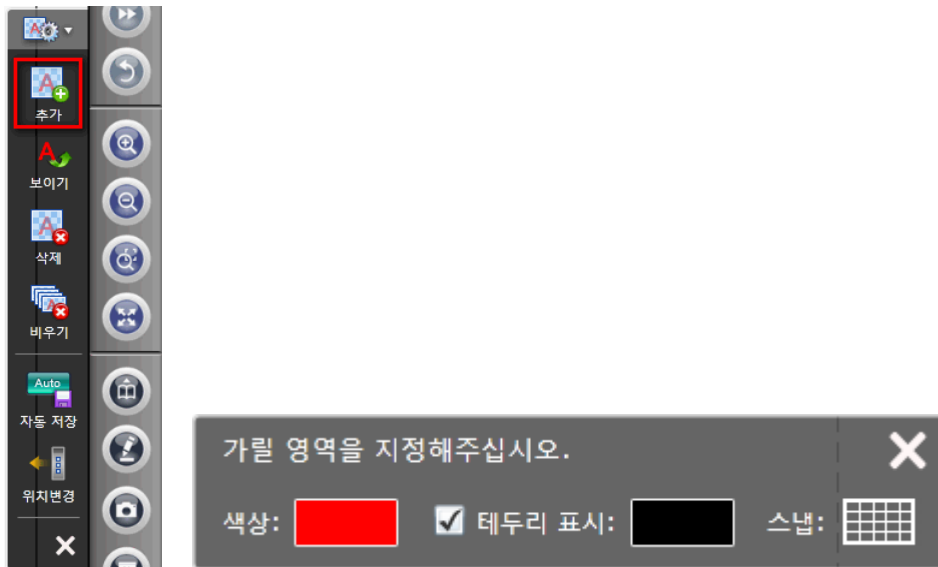 추가
보이기
삭제
비우기
Auto
자동 저장
위치변경
가릴 영역을 지정해주십시오.
색상: 테두리 표시: 스냅: